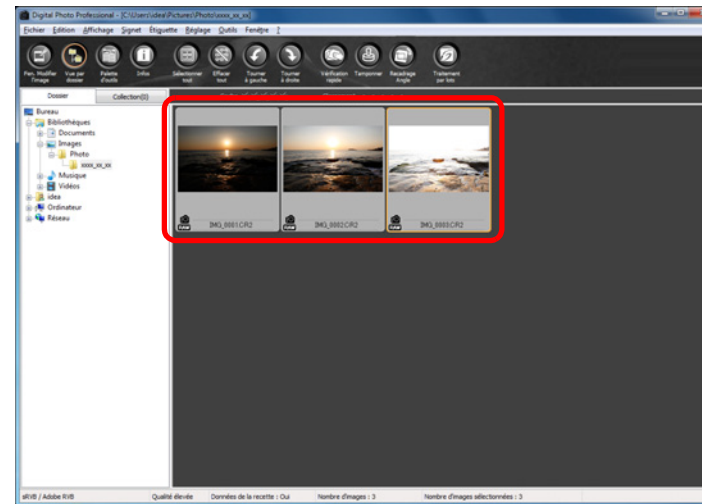 Digital Photo Professional - [C:\Users\idea\Pictures\Photo\xxxx_xx_xx]
Fichier Edition Affichage Signet Étiquette Réglage Outils Fenêtre ?
Fen. Modifier l'image
Vue par dossier
Palette d'outils
Infos
Sélectionner tout
Effacer tout
Tourner à gauche
Tourner à droite
Vérification rapide
Tamponner
Recadrage Angle
Traitement par lots
Dossier
Collection(0)
Bureau
Bibliothèques
Documents
Images
Photo
xxxx_xx_xx
Musique
Vidéos
idea
Ordinateur
Réseau
RAW IMG_0001.CR2
RAW IMG_0002.CR2
RAW IMG_0003.CR2
sRVB / Adobe RVB
Qualité élevée
Données de la recette : Oui
Nombre d'images : 3
Nombre d'images sélectionnées : 3